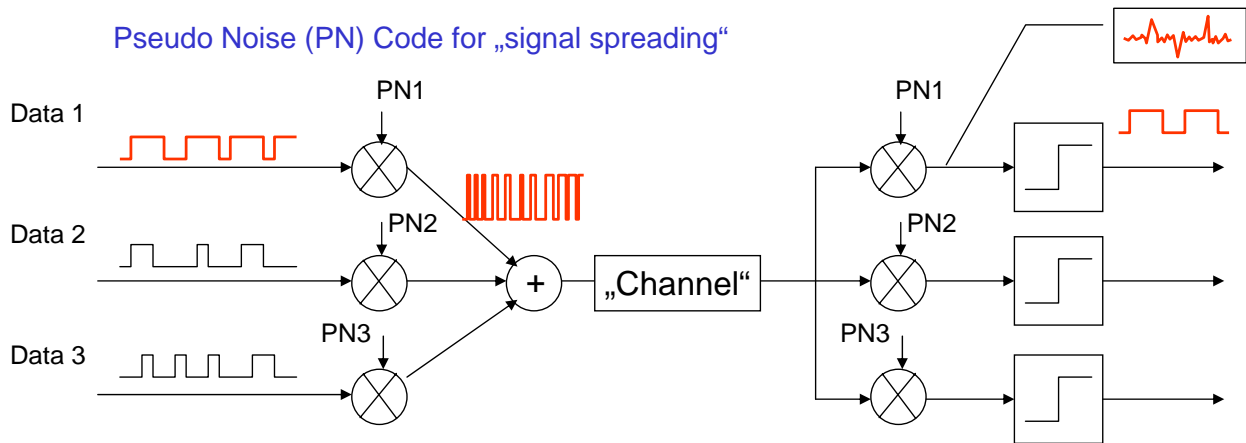 Pseudo Noise (PN) Code for „signal spreading“
PN1
PN1
Data 1
Data 2
PN2
PN2
+
„Channel“
Data 3
PN3
PN3